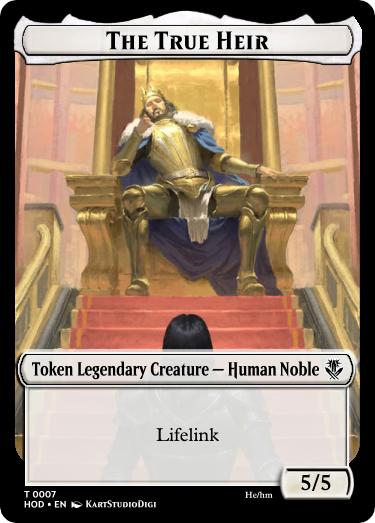 The True Heir
Token Legendary Creature — Human Noble
Lifelink
5/5
T 0007
HOD • EN KartStudioDigi
He/hm